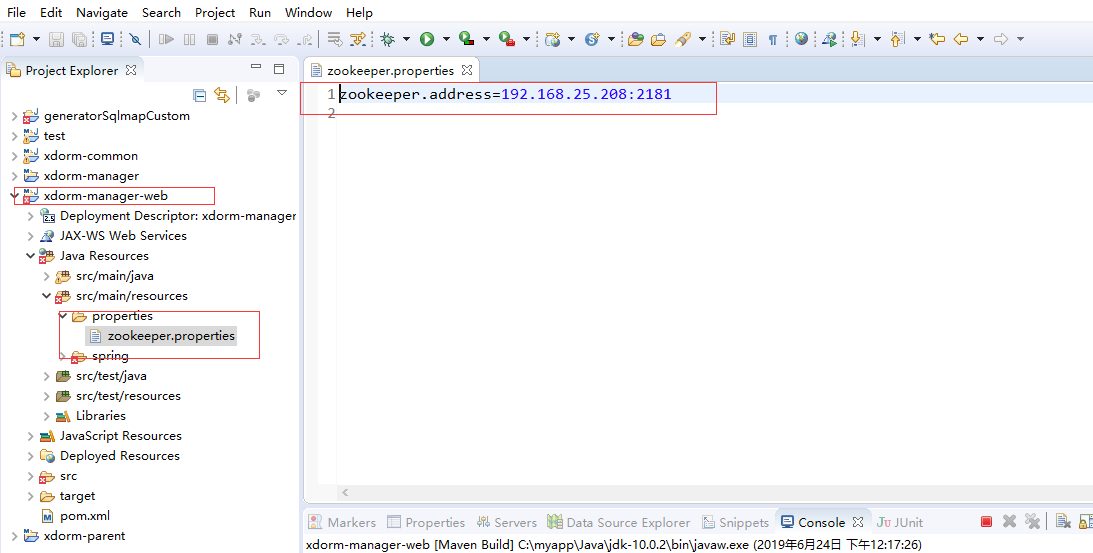 File Edit Navigate Search Project Run Window Help
Project Explorer
zookeeper.properties
1 zookeeper.address=192.168.25.208:2181
2
generatorSqlmapCustom
test
xdorm-common
xdorm-manager
xdorm-manager-web
Deployment Descriptor: xdorm-manager
JAX-WS Web Services
Java Resources
src/main/java
src/main/resources
properties
zookeeper.properties
spring
src/test/java
src/test/resources
Libraries
JavaScript Resources
Deployed Resources
src
target
pom.xml
xdorm-parent
Markers Properties Servers Data Source Explorer Snippets Console JUnit
xdorm-manager-web [Maven Build] C:\myapp\Java\jdk-10.0.2\bin\javaw.exe (2019年6月24日 下午12:17:26)